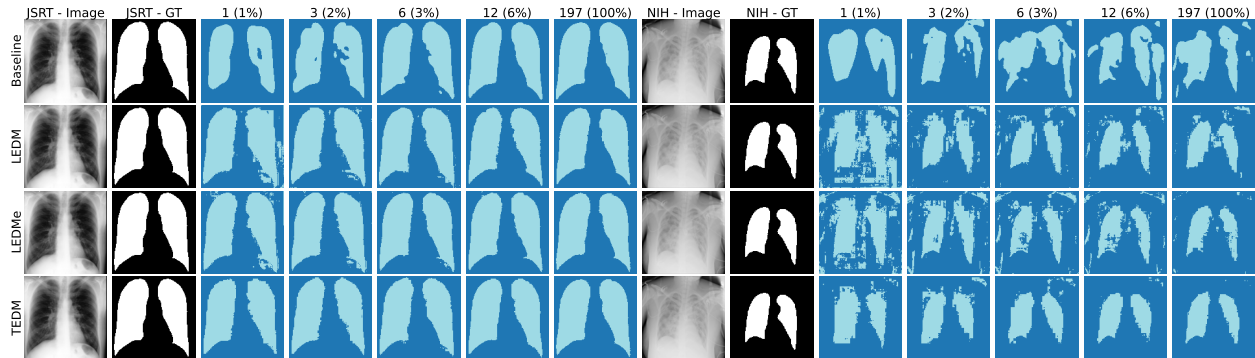 JSRT - Image JSRT - GT 1 (1%) 3 (2%) 6 (3%) 12 (6%) 197 (100%) NIH - Image NIH - GT 1 (1%) 3 (2%) 6 (3%) 12 (6%) 197 (100%)
Baseline
LEDM
LEDMe
TEDM